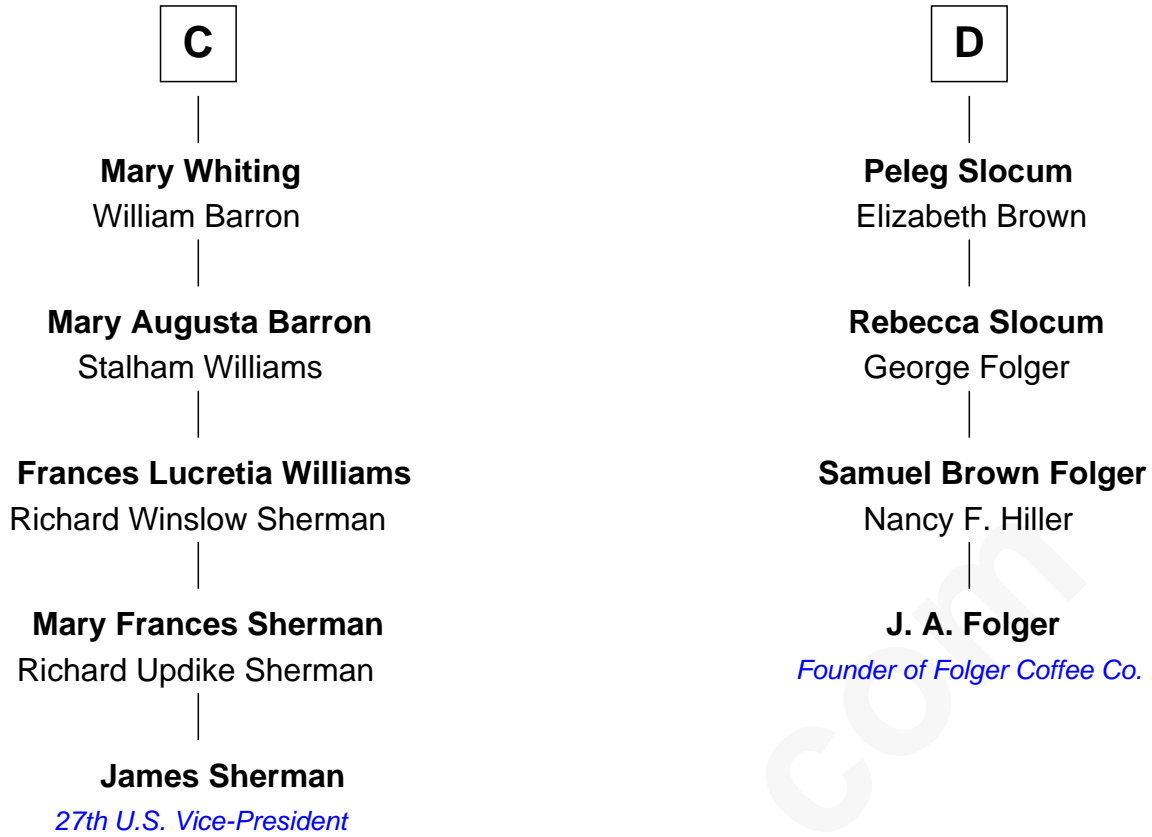 C
Mary Whiting
William Barron
Mary Augusta Barron
Stalham Williams
Frances Lucretia Williams
Richard Winslow Sherman
Mary Frances Sherman
Richard Updike Sherman
James Sherman
27th U.S. Vice-President
D
Peleg Slocum
Elizabeth Brown
Rebecca Slocum
George Folger
Samuel Brown Folger
Nancy F. Hiller
J. A. Folger
Founder of Folger Coffee Co.
com